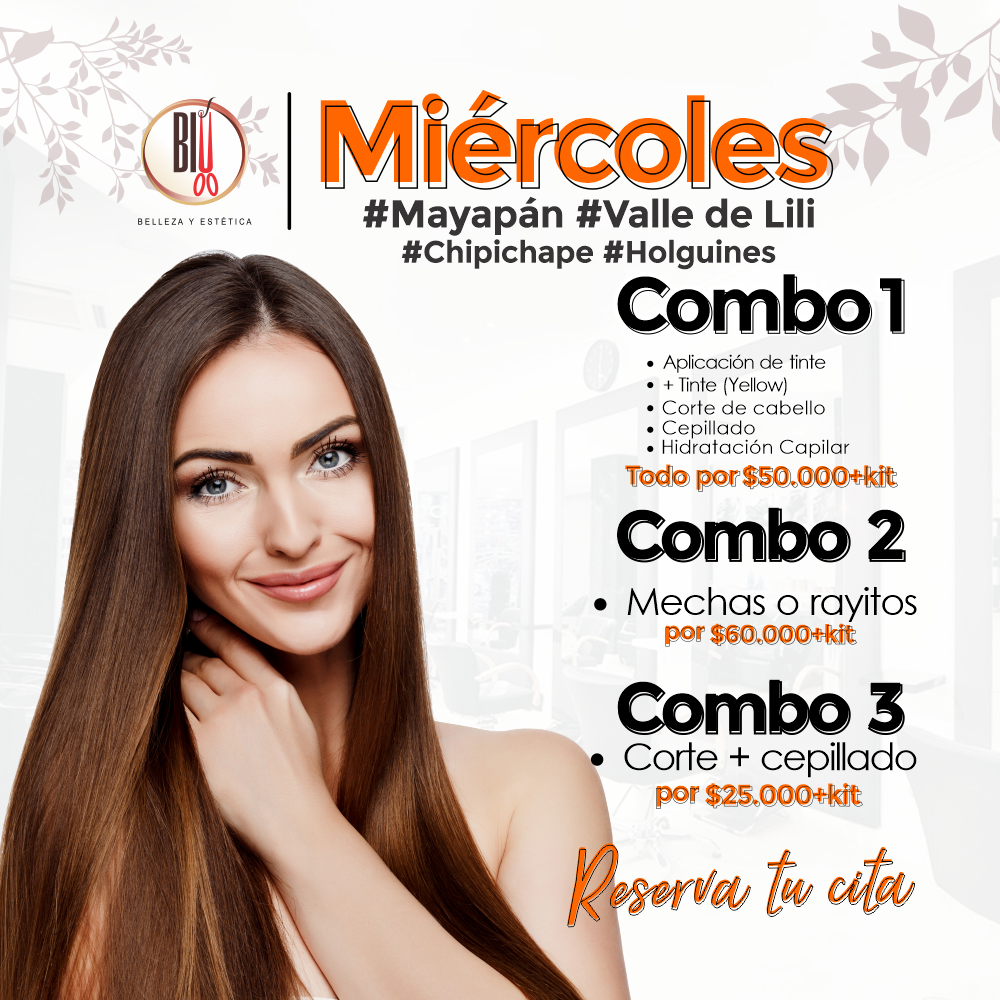 BIU
BELLEZA Y ESTÉTICA
Miércoles
#Mayapán #Valle de Lili
#Chipichape #Holguines
Combo 1
• Aplicación de tinte
• + Tinte (Yellow)
• Corte de cabello
• Cepillado
• Hidratación Capilar
Todo por $50.000+kit
Combo 2
• Mechas o rayitos
por $60.000+kit
Combo 3
• Corte + cepillado
por $25.000+kit
Reserva tu cita